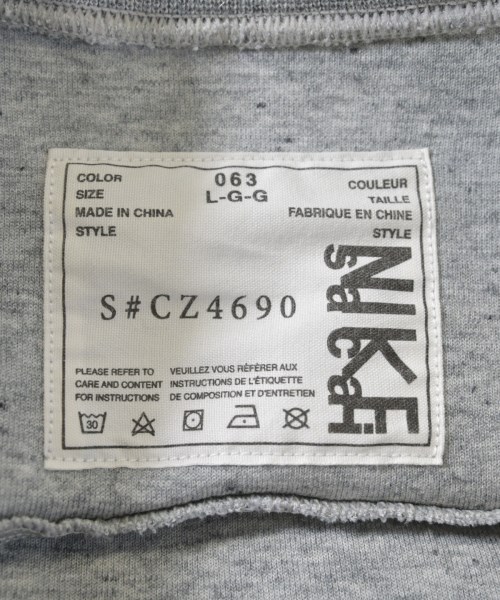 COLOR 063 COULEUR
SIZE L-G-G TAILLE
MADE IN CHINA FABRIQUE EN CHINE
STYLE STYLE
S#CZ4690
NIKE
sacai
PLEASE REFER TO
CARE AND CONTENT
FOR INSTRUCTIONS
VEUILLEZ VOUS RÉFÉRER AUX
INSTRUCTIONS DE L'ÉTIQUETTE
DE COMPOSITION ET D'ENTRETIEN
30